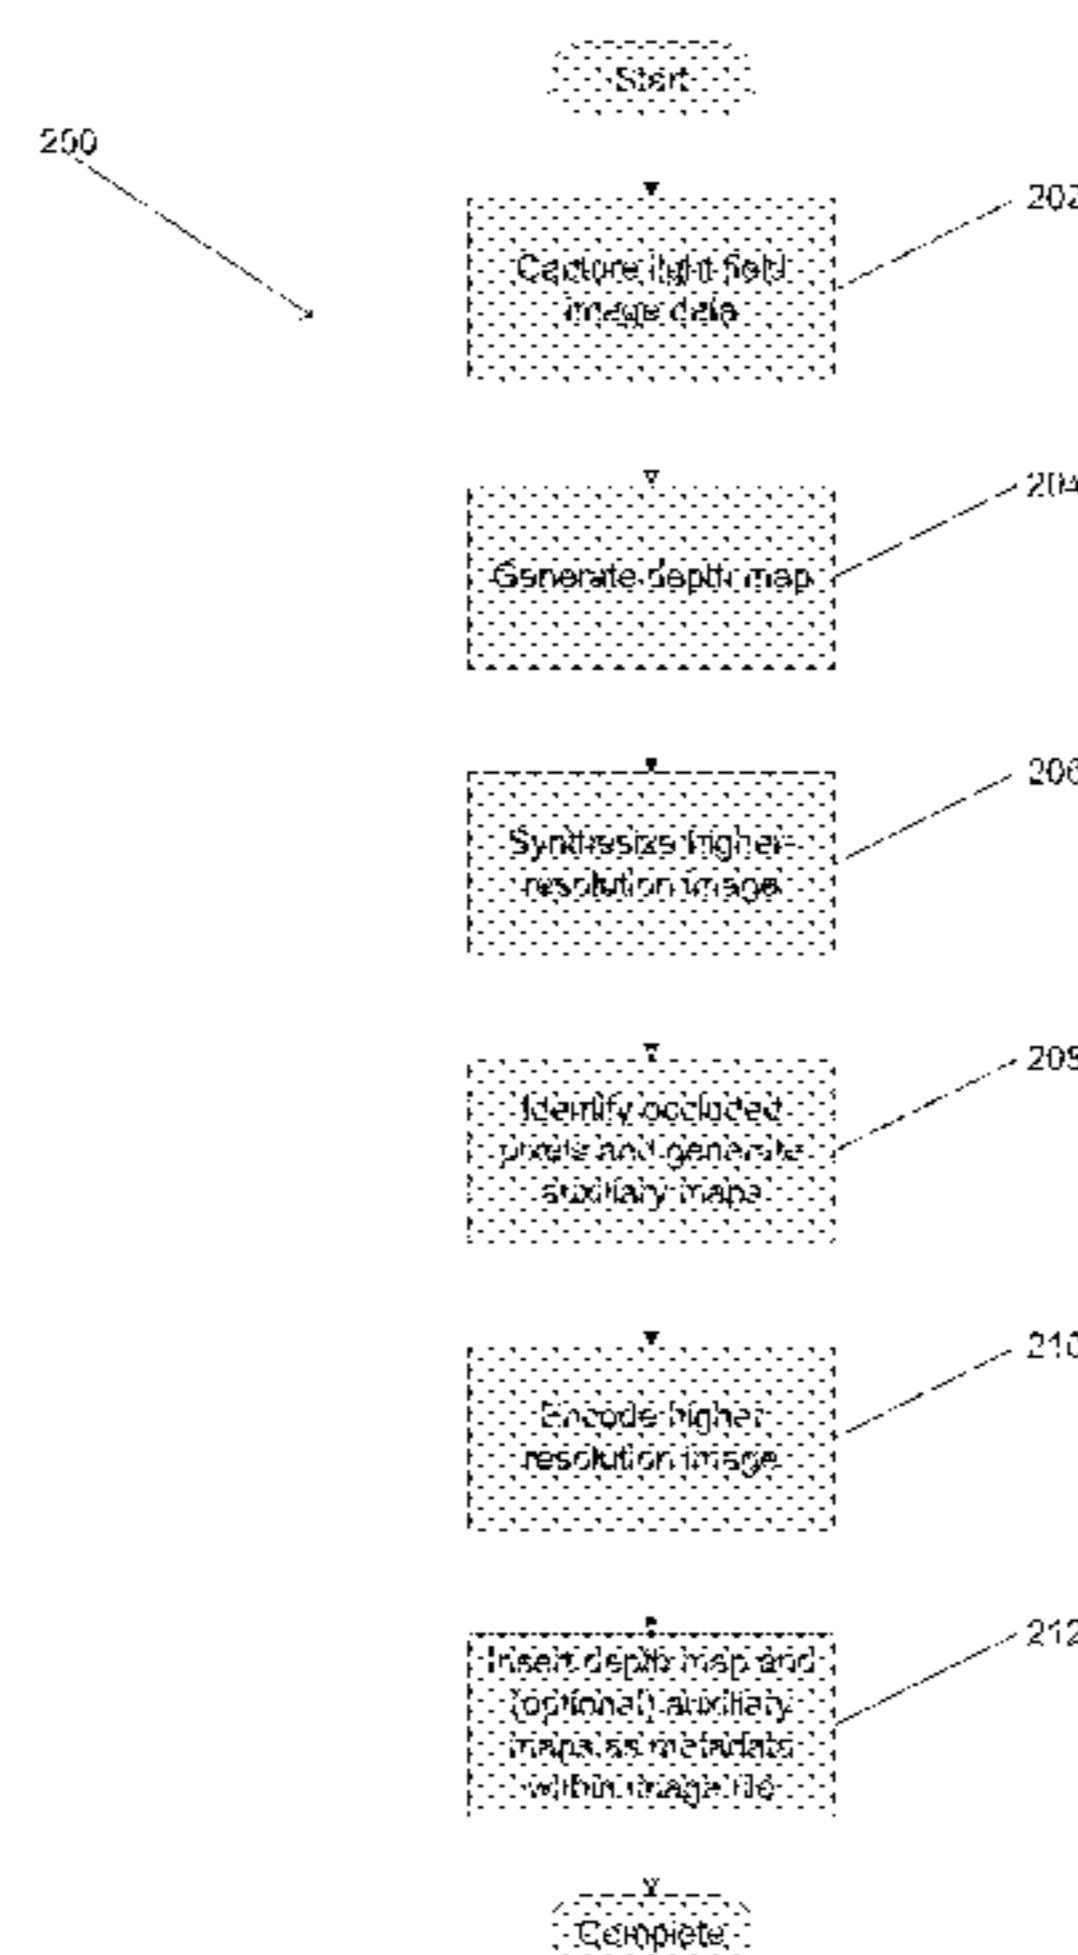 Start
200
202
Capture light field
image data
204
Generate depth map
206
Synthesize higher-
resolution image
208
Identify occluded
pixels and generate
auxiliary maps
210
Encode higher
resolution image
212
Insert depth map and
(optional) auxiliary
maps as metadata
within image file
Complete